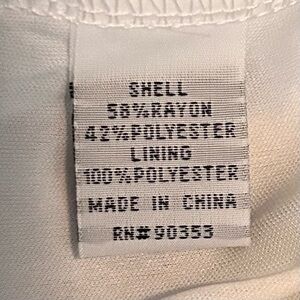 SHELL
58%RAYON
42%POLYESTER
LINING
100%POLYESTER
MADE IN CHINA
RN#90353